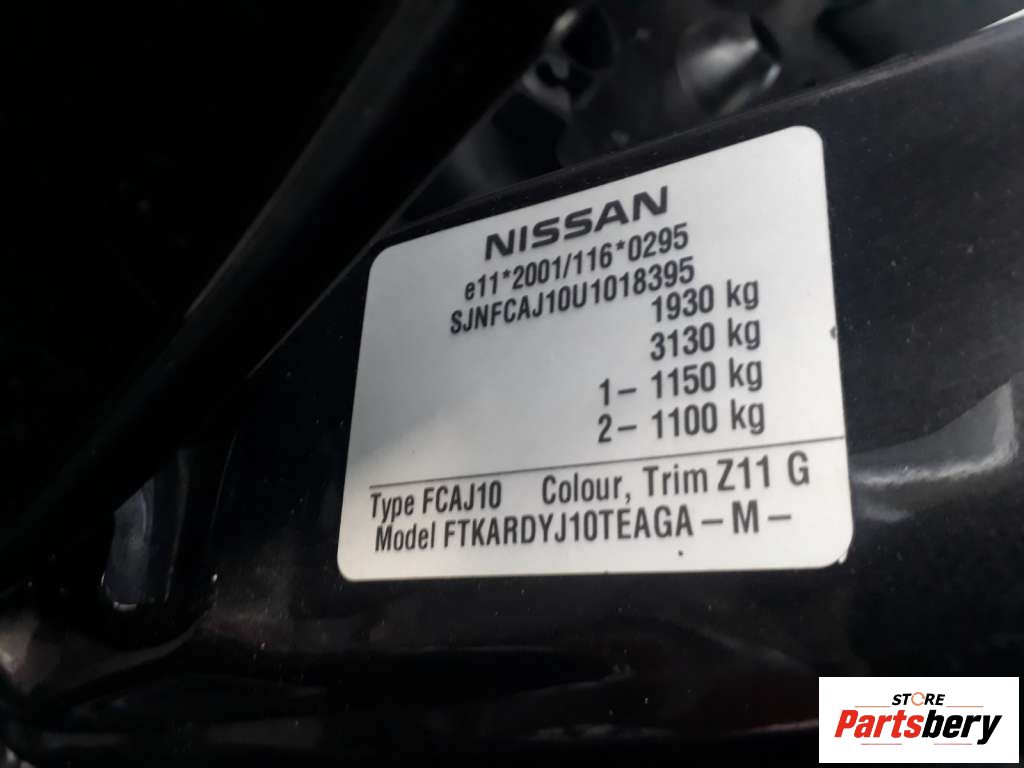 NISSAN
e11*2001/116*0295
SJNFCAJ10U1018395
1930 kg
3130 kg
1– 1150 kg
2– 1100 kg
Type FCAJ10 Colour, Trim Z11 G
Model FTKARDYJ10TEAGA – M –
STORE
Partsbery